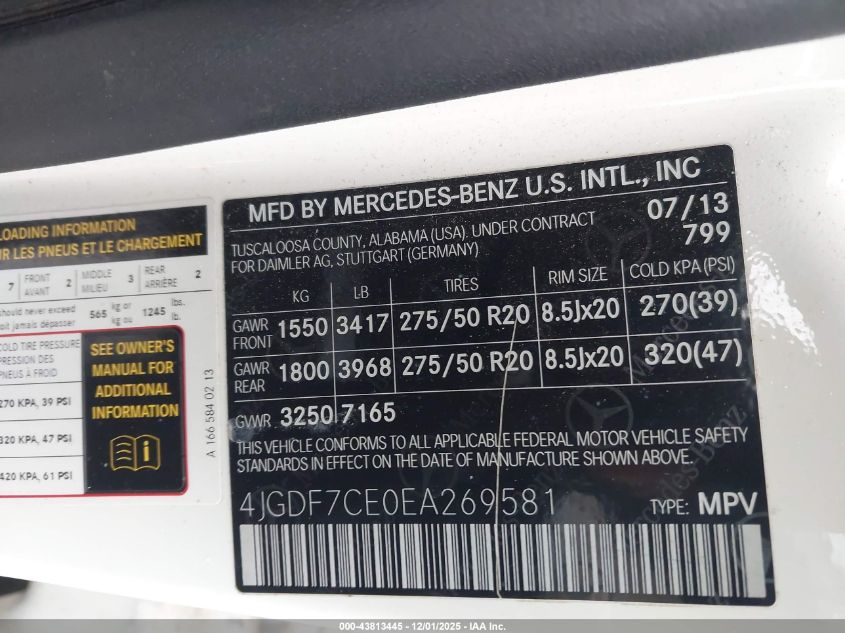 LOADING INFORMATION
UR LES PNEUS ET LE CHARGEMENT
7 FRONT AVANT 2 MIDDLE MILIEU 3 REAR ARRIÈRE 2
should never exceed
oit jamais dépasser
565 kg or kg ou 1245 lbs. lb.
COLD TIRE PRESSURE
PRESSION DES
PNEUS À FROID
270 KPA, 39 PSI
320 KPA, 47 PSI
420 KPA, 61 PSI
SEE OWNER'S
MANUAL FOR
ADDITIONAL
INFORMATION
A 166 584 02 13
MFD BY MERCEDES-BENZ U.S. INTL., INC
TUSCALOOSA COUNTY, ALABAMA (USA). UNDER CONTRACT
FOR DAIMLER AG, STUTTGART (GERMANY)
07/13
799
KG LB TIRES RIM SIZE COLD KPA(PSI)
GAWR FRONT 1550 3417 275/50 R20 8.5Jx20 270(39)
GAWR REAR 1800 3968 275/50 R20 8.5Jx20 320(47)
GVWR 3250 7165
THIS VEHICLE CONFORMS TO ALL APPLICABLE FEDERAL MOTOR VEHICLE SAFETY
STANDARDS IN EFFECT ON THE DATE OF MANUFACTURE SHOWN ABOVE.
4JGDF7CE0EA269581 TYPE: MPV
Mercedes-Benz
000-43813445 - 12/01/2025 - IAA Inc.